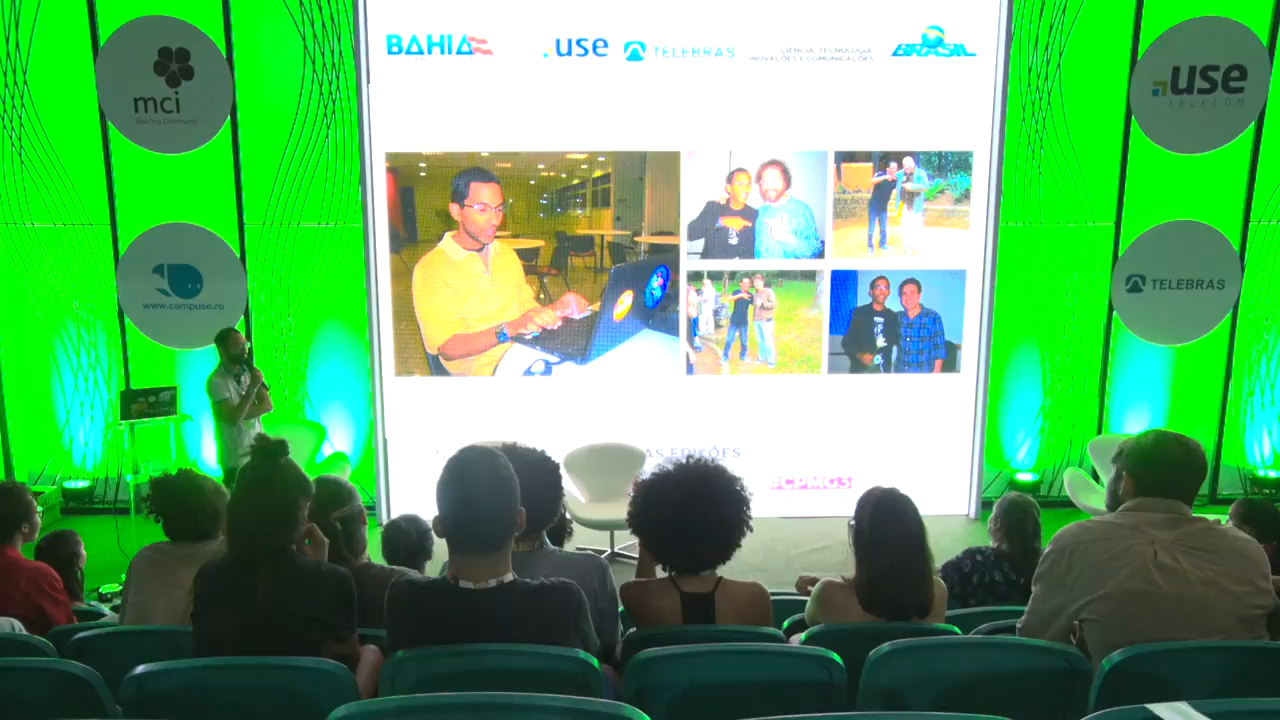 BAHIA
.use
TELEBRAS
CIÊNCIA, TECNOLOGIA
INOVAÇÕES E COMUNICAÇÕES
BRASIL
mci
Building Community
www.campuse.ro
use
TELECOM
TELEBRAS
AS EDIÇÕES
#CPMG3